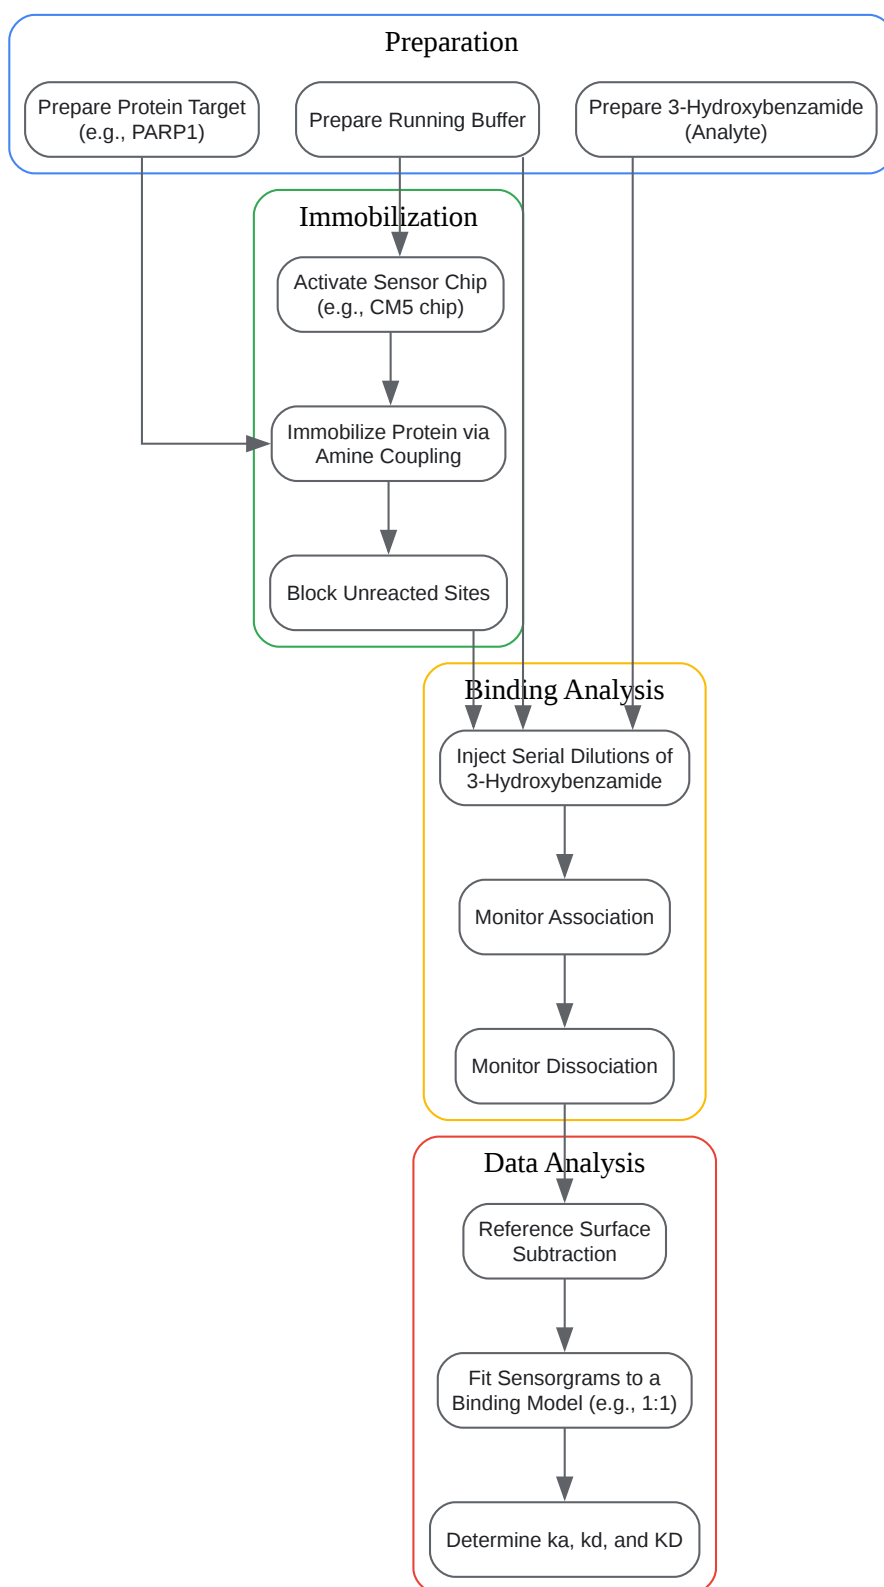 Preparation
Prepare Protein Target
(e.g., PARP1)
Prepare Running Buffer
Prepare 3-Hydroxybenzamide
(Analyte)
Immobilization
Activate Sensor Chip
(e.g., CM5 chip)
Immobilize Protein via
Amine Coupling
Block Unreacted Sites
Binding Analysis
Inject Serial Dilutions of
3-Hydroxybenzamide
Monitor Association
Monitor Dissociation
Data Analysis
Reference Surface
Subtraction
Fit Sensorgrams to a
Binding Model (e.g., 1:1)
Determine ka, kd, and KD